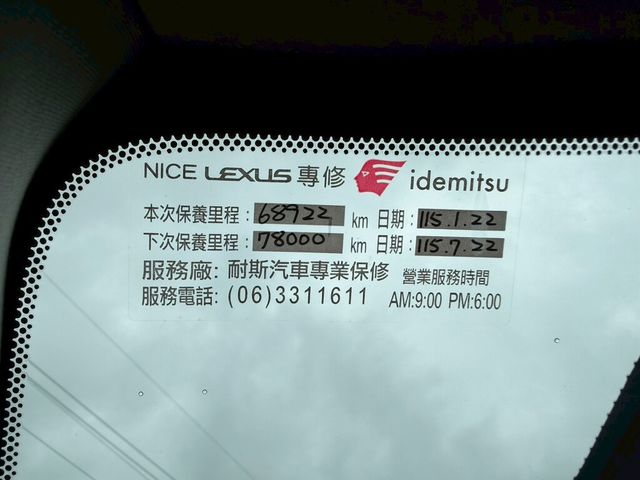 NICE LEXUS 專修 idemitsu
本次保養里程：68922 km 日期：115.1.22
下次保養里程：78000 km 日期：115.7.22
服務廠：耐斯汽車專業保修 營業服務時間
服務電話：(06)3311611 AM:9:00 PM:6:00